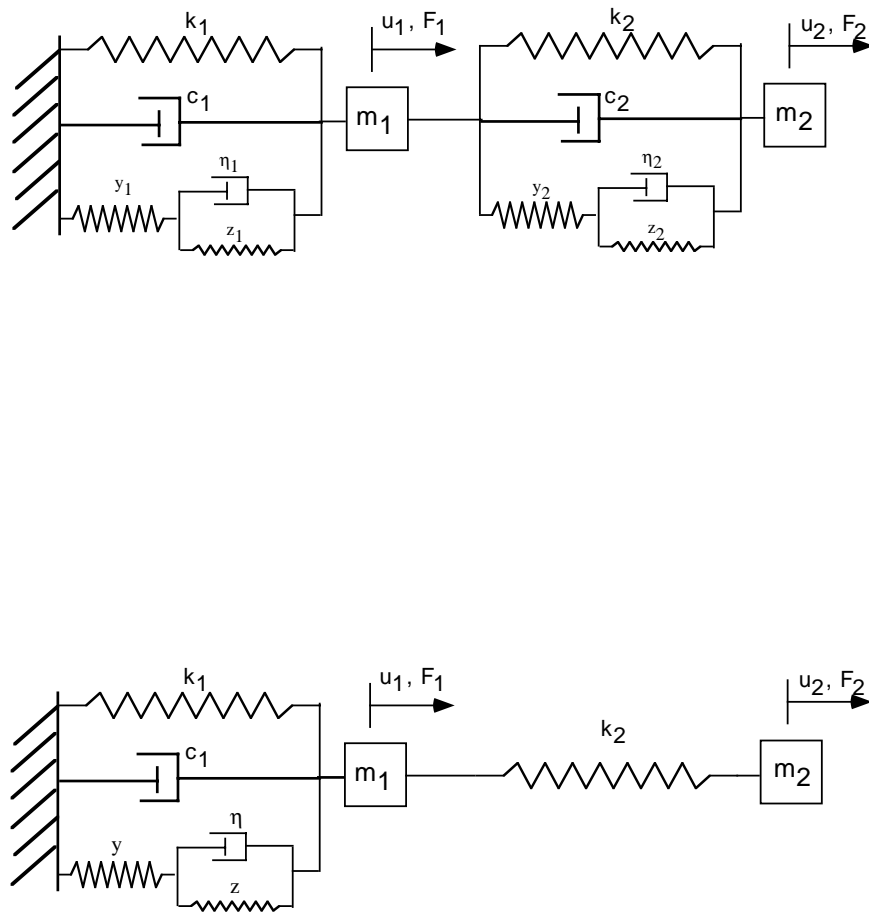 k1
u1, F1
k2
u2, F2
c1
m1
c2
m2
η1
η2
y1
y2
z1
z2
k1
u1, F1
u2, F2
k2
c1
m1
m2
η
y
z